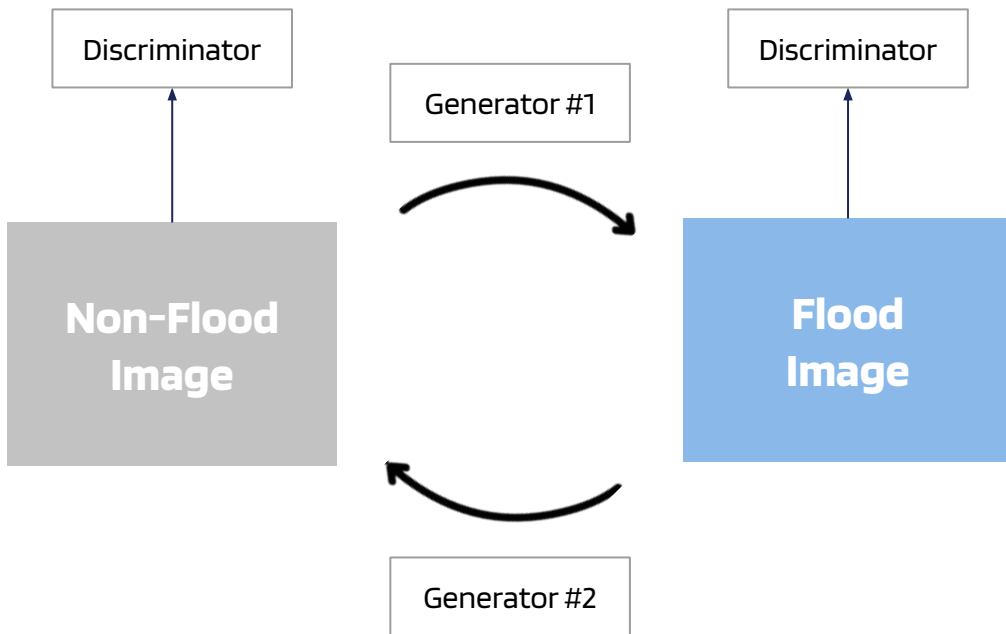 Discriminator
Discriminator
Generator #1
Non-Flood
Image
Flood
Image
Generator #2